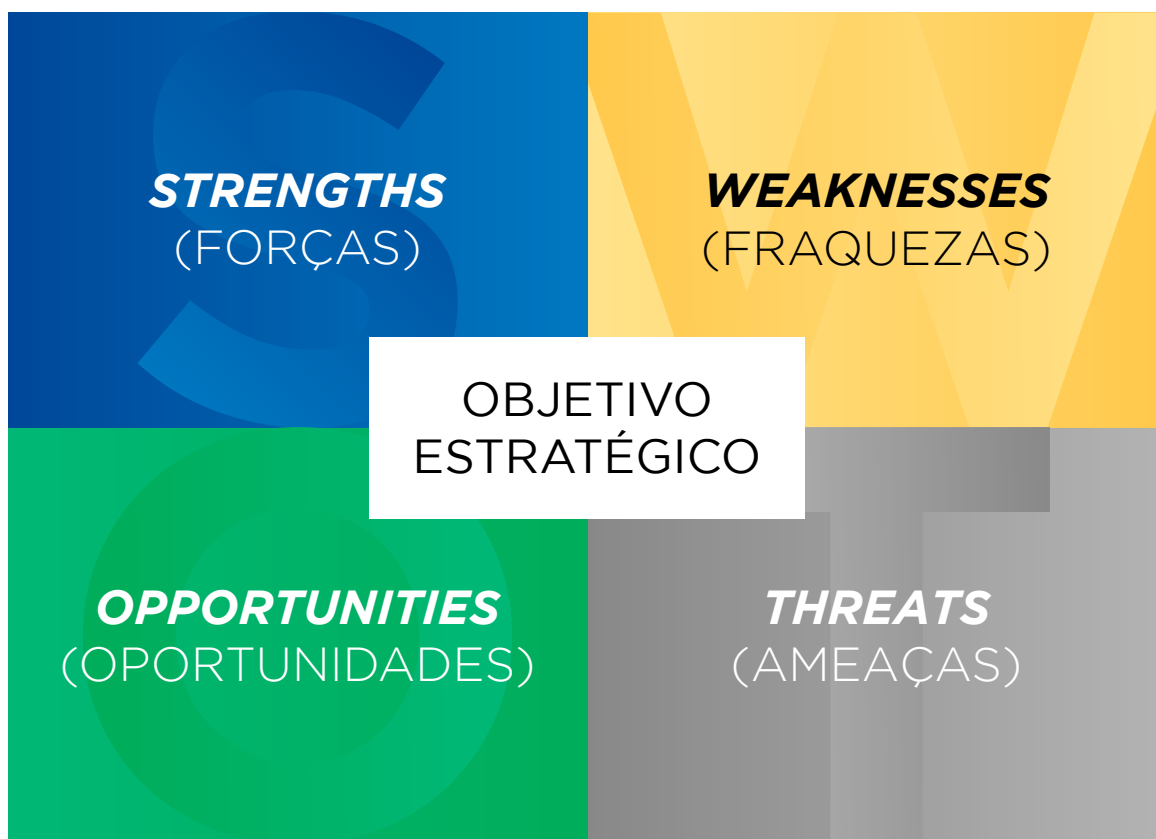 STRENGTHS
(FORÇAS)
WEAKNESSES
(FRAQUEZAS)
OBJETIVO
ESTRATÉGICO
OPPORTUNITIES
(OPORTUNIDADES)
THREATS
(AMEAÇAS)